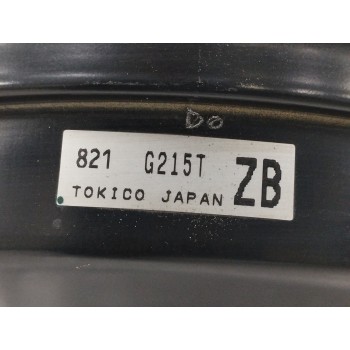 Do
821 G215T ZB
TOKICO JAPAN